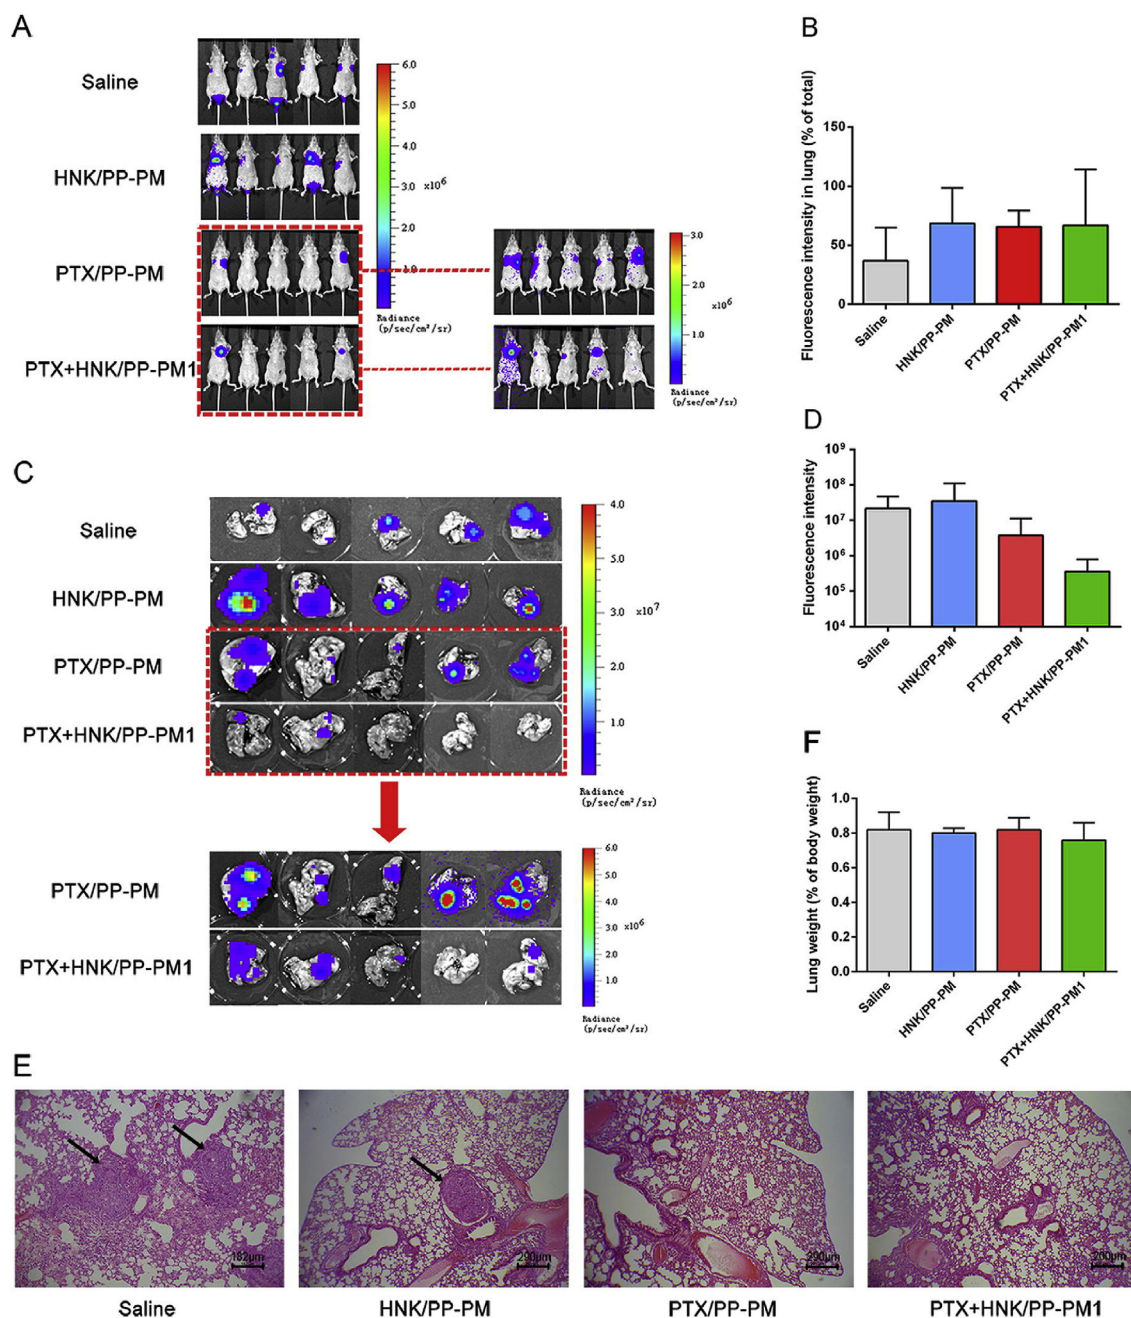 A
Saline
HNK/PP-PM
PTX/PP-PM
PTX+HNK/PP-PM1
6.0
5.0
4.0
3.0
x10⁶
2.0
1.0
Radiance
(p/sec/cm²/sr)
3.0
2.0
x10⁶
1.0
Radiance
(p/sec/cm²/sr)
B
Fluorescence intensity in lung (% of total)
150
100
50
0
Saline
HNK/PP-PM
PTX/PP-PM
PTX+HNK/PP-PM1
C
Saline
HNK/PP-PM
PTX/PP-PM
PTX+HNK/PP-PM1
4.0
5.0
4.0
3.0
x10⁷
2.0
1.0
Radiance
(p/sec/cm²/sr)
PTX/PP-PM
PTX+HNK/PP-PM1
6.0
5.0
4.0
x10⁶
3.0
2.0
1.0
Radiance
(p/sec/cm²/sr)
D
Fluorescence intensity
10⁹
10⁸
10⁷
10⁶
10⁵
10⁴
Saline
HNK/PP-PM
PTX/PP-PM
PTX+HNK/PP-PM1
F
Lung weight (% of body weight)
1.0
0.8
0.6
0.4
0.2
0.0
Saline
HNK/PP-PM
PTX/PP-PM
PTX+HNK/PP-PM1
E
182μm
290μm
290μm
200μm
Saline
HNK/PP-PM
PTX/PP-PM
PTX+HNK/PP-PM1